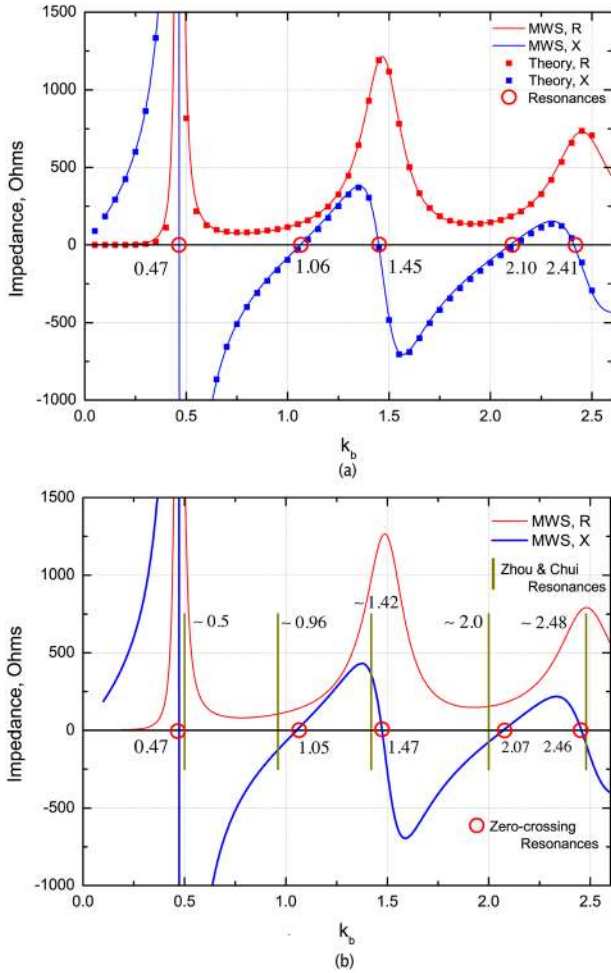 1500
1000
500
0
-500
-1000
Impedance, Ohms
MWS, R
MWS, X
Theory, R
Theory, X
Resonances
0.47
1.06
1.45
2.10
2.41
0.0
0.5
1.0
1.5
2.0
2.5
k_b
(a)
1500
1000
500
0
-500
-1000
Impedance, Ohms
MWS, R
MWS, X
Zhou & Chui
Resonances
~ 0.5
~ 0.96
~ 1.42
~ 2.0
~ 2.48
0.47
1.05
1.47
2.07
2.46
Zero-crossing
Resonances
0.0
0.5
1.0
1.5
2.0
2.5
k_b
(b)